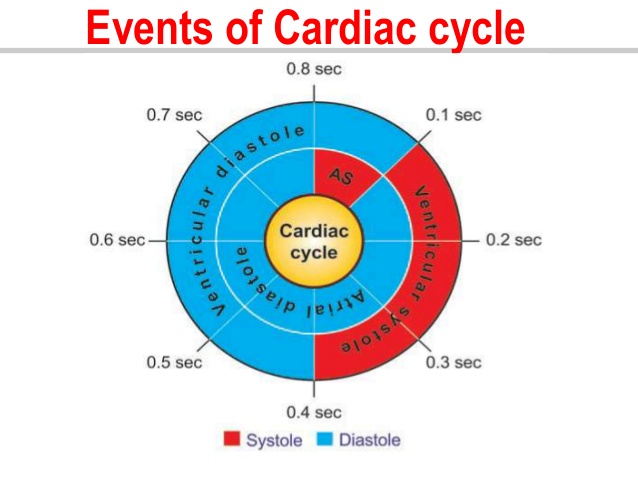 Events of Cardiac cycle
0.8 sec
0.7 sec
0.1 sec
Ventricular diastole
AS
Ventricular systole
Cardiac
cycle
0.6 sec
0.2 sec
Atrial diastole
0.5 sec
0.3 sec
0.4 sec
Systole
Diastole